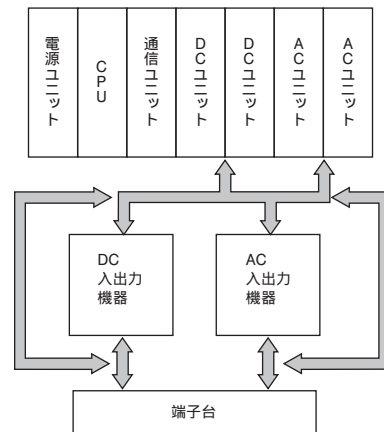 電源ユニット
CPU
通信ユニット
DCユニット
DCユニット
ACユニット
ACユニット
DC
入出力
機器
AC
入出力
機器
端子台